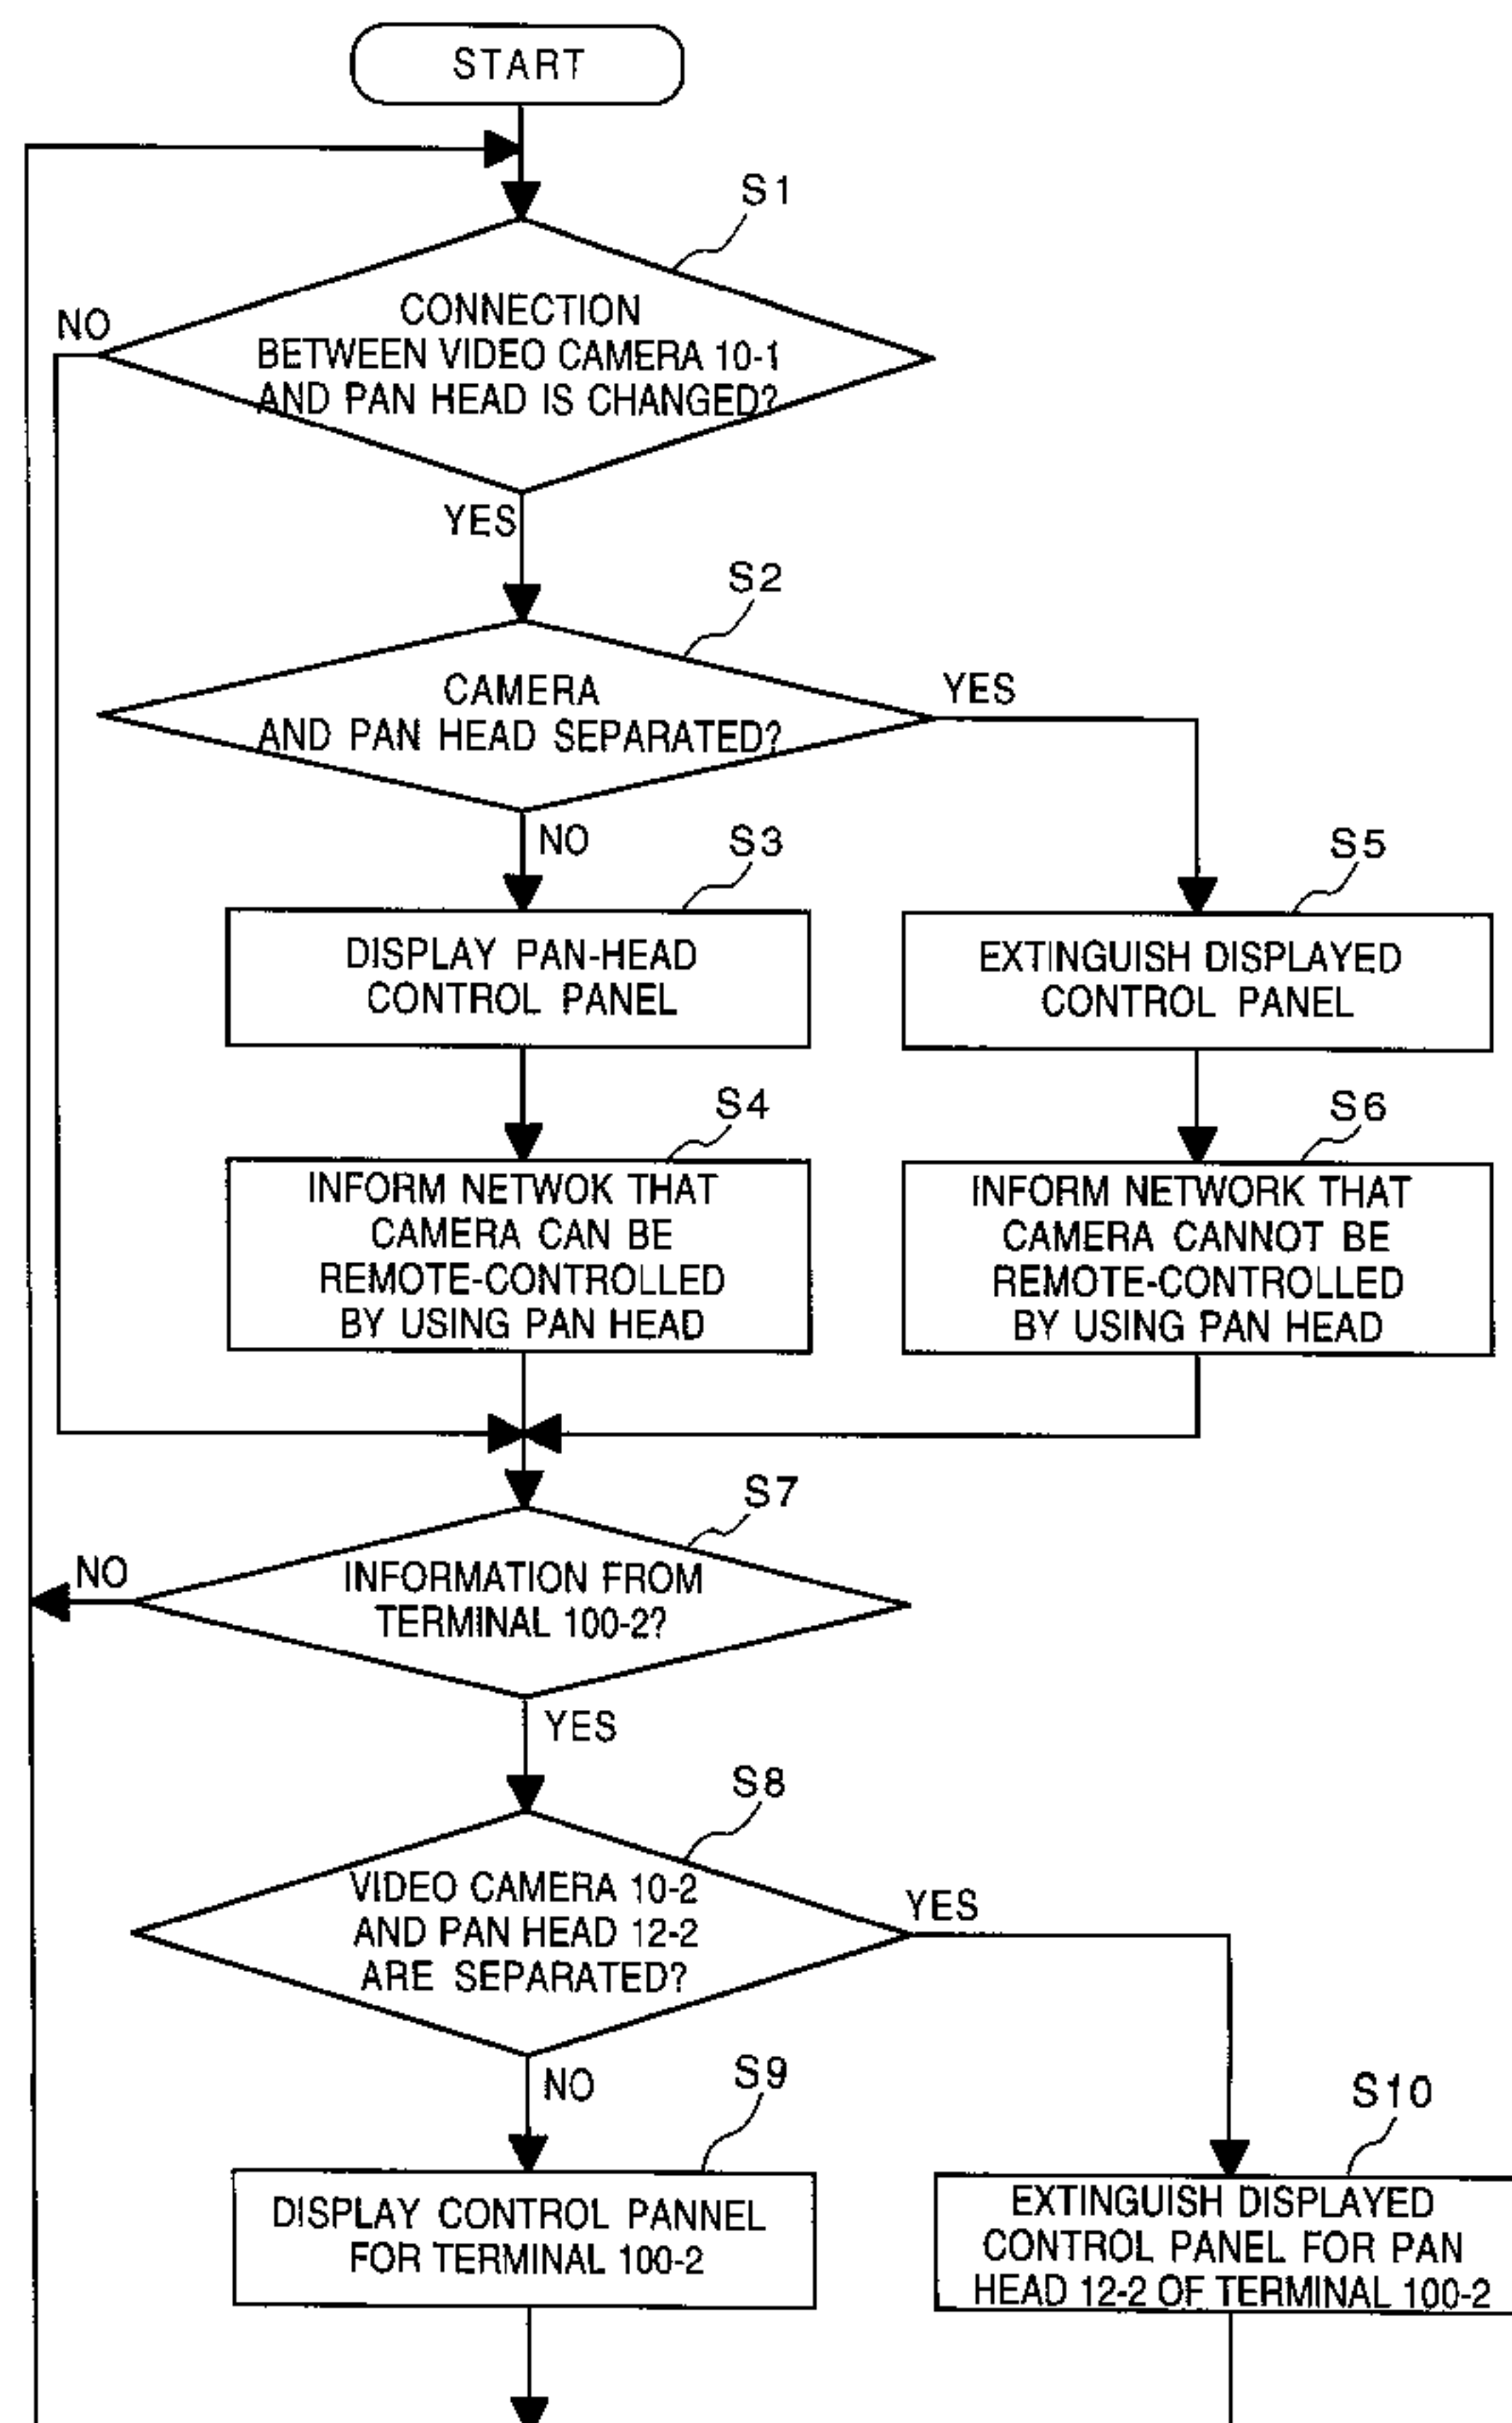 START
S1
CONNECTION
BETWEEN VIDEO CAMERA 10-1
AND PAN HEAD IS CHANGED?
NO
YES
S2
CAMERA
AND PAN HEAD SEPARATED?
YES
NO
S3
DISPLAY PAN-HEAD
CONTROL PANEL
S5
EXTINGUISH DISPLAYED
CONTROL PANEL
S4
INFORM NETWOK THAT
CAMERA CAN BE
REMOTE-CONTROLLED
BY USING PAN HEAD
S6
INFORM NETWORK THAT
CAMERA CANNOT BE
REMOTE-CONTROLLED
BY USING PAN HEAD
S7
INFORMATION FROM
TERMINAL 100-2?
NO
YES
S8
VIDEO CAMERA 10-2
AND PAN HEAD 12-2
ARE SEPARATED?
YES
NO
S9
DISPLAY CONTROL PANNEL
FOR TERMINAL 100-2
S10
EXTINGUISH DISPLAYED
CONTROL PANEL FOR PAN
HEAD 12-2 OF TERMINAL 100-2